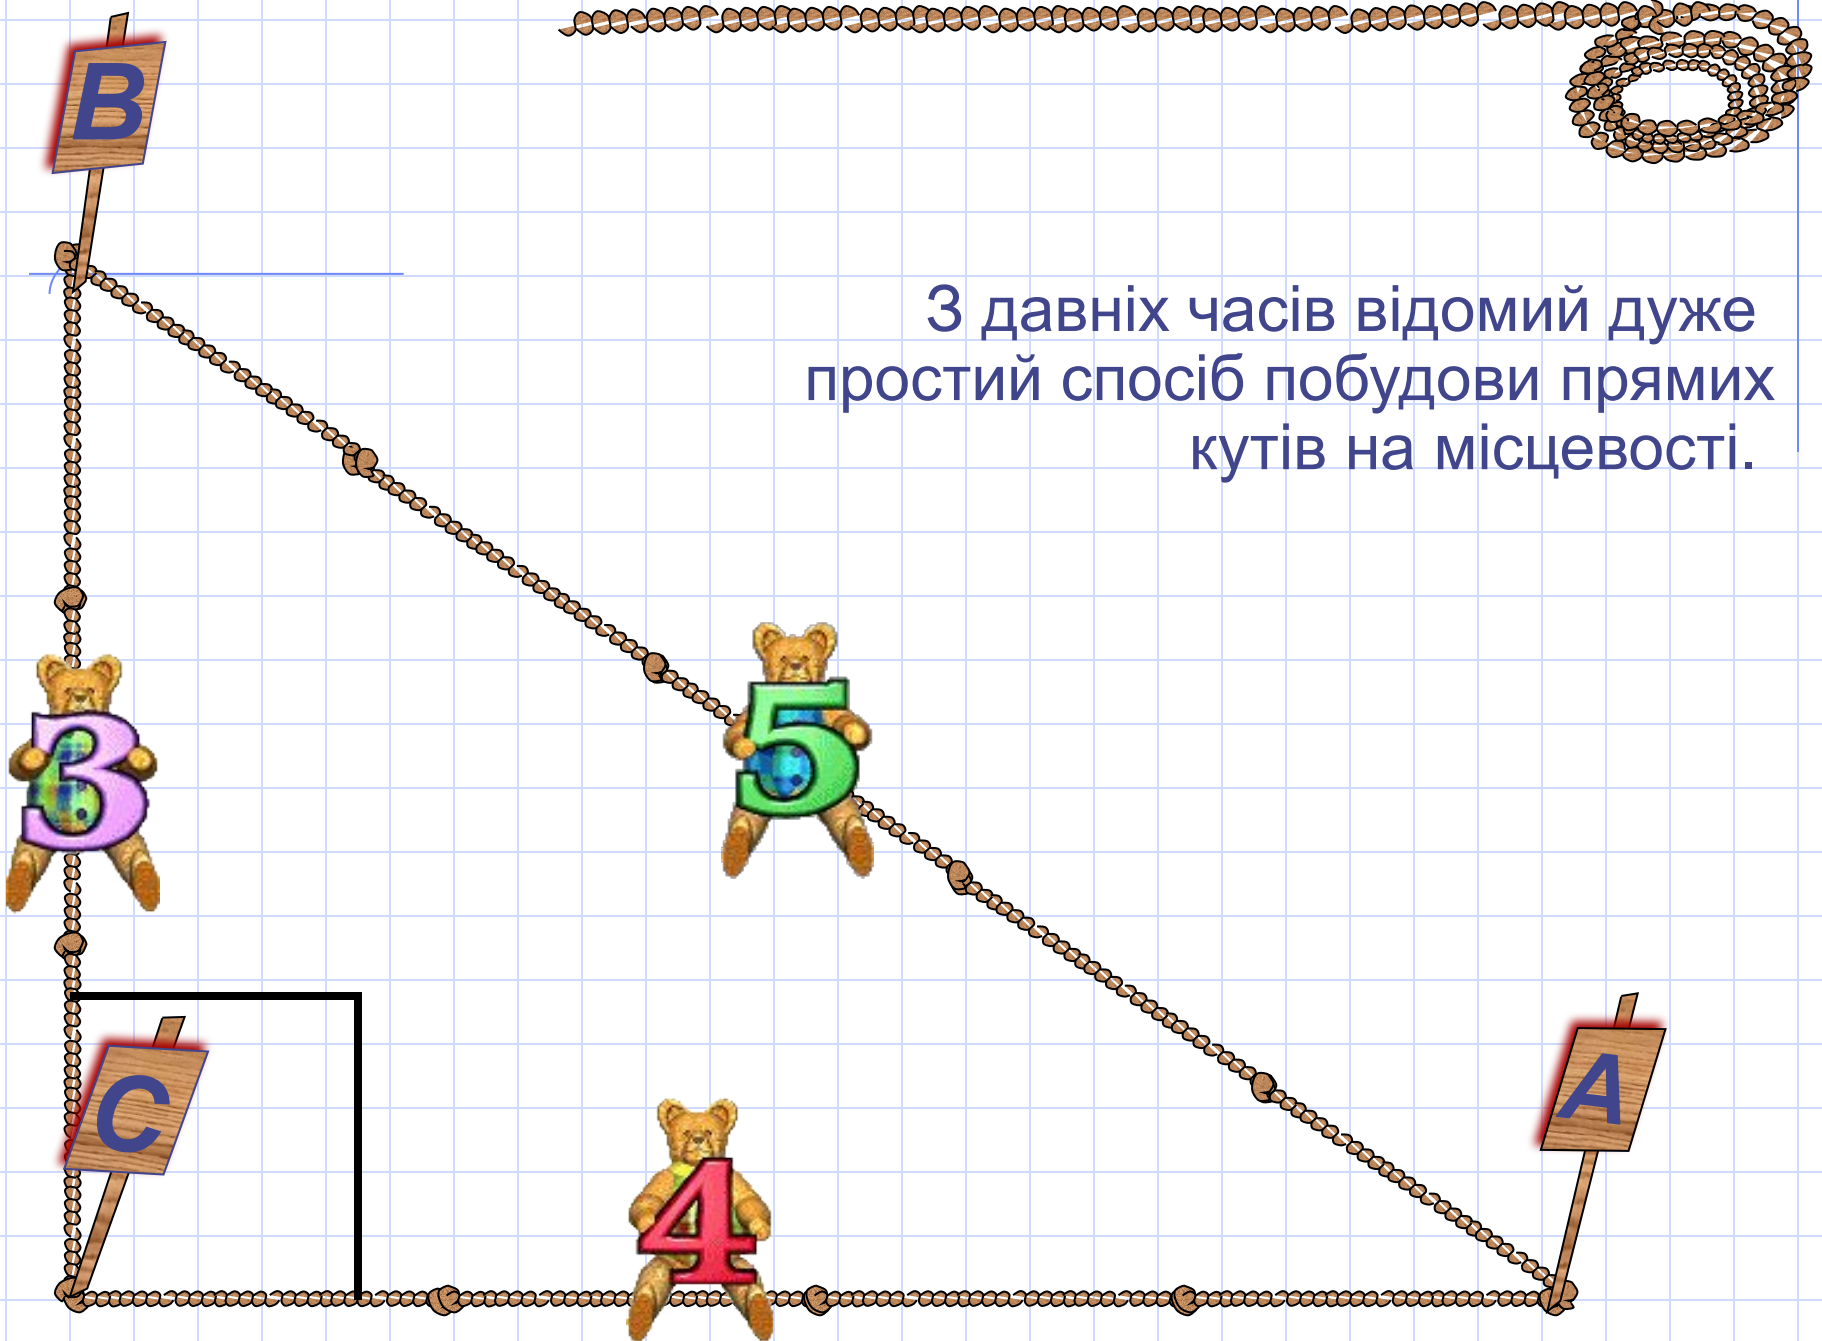 B
З давніх часів відомий дуже
простий спосіб побудови прямих
кутів на місцевості.
5
3
C
4
A